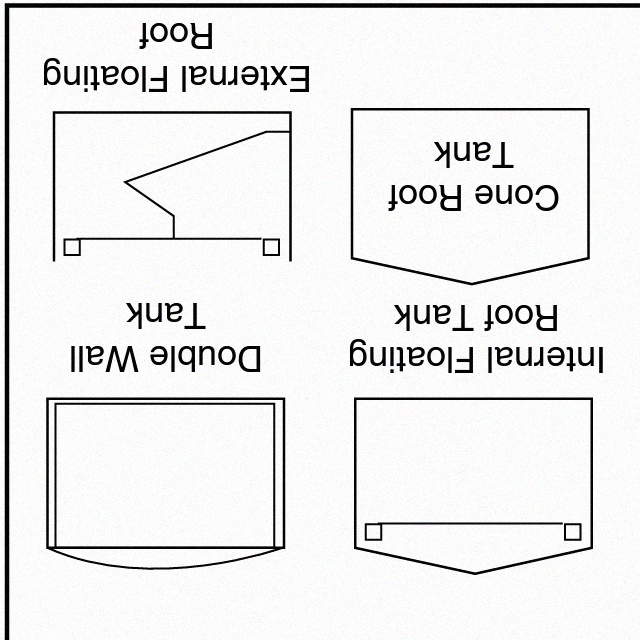 Internal Floating
Roof Tank
Double Wall
Tank
Cone Roof
Tank
External Floating
Roof